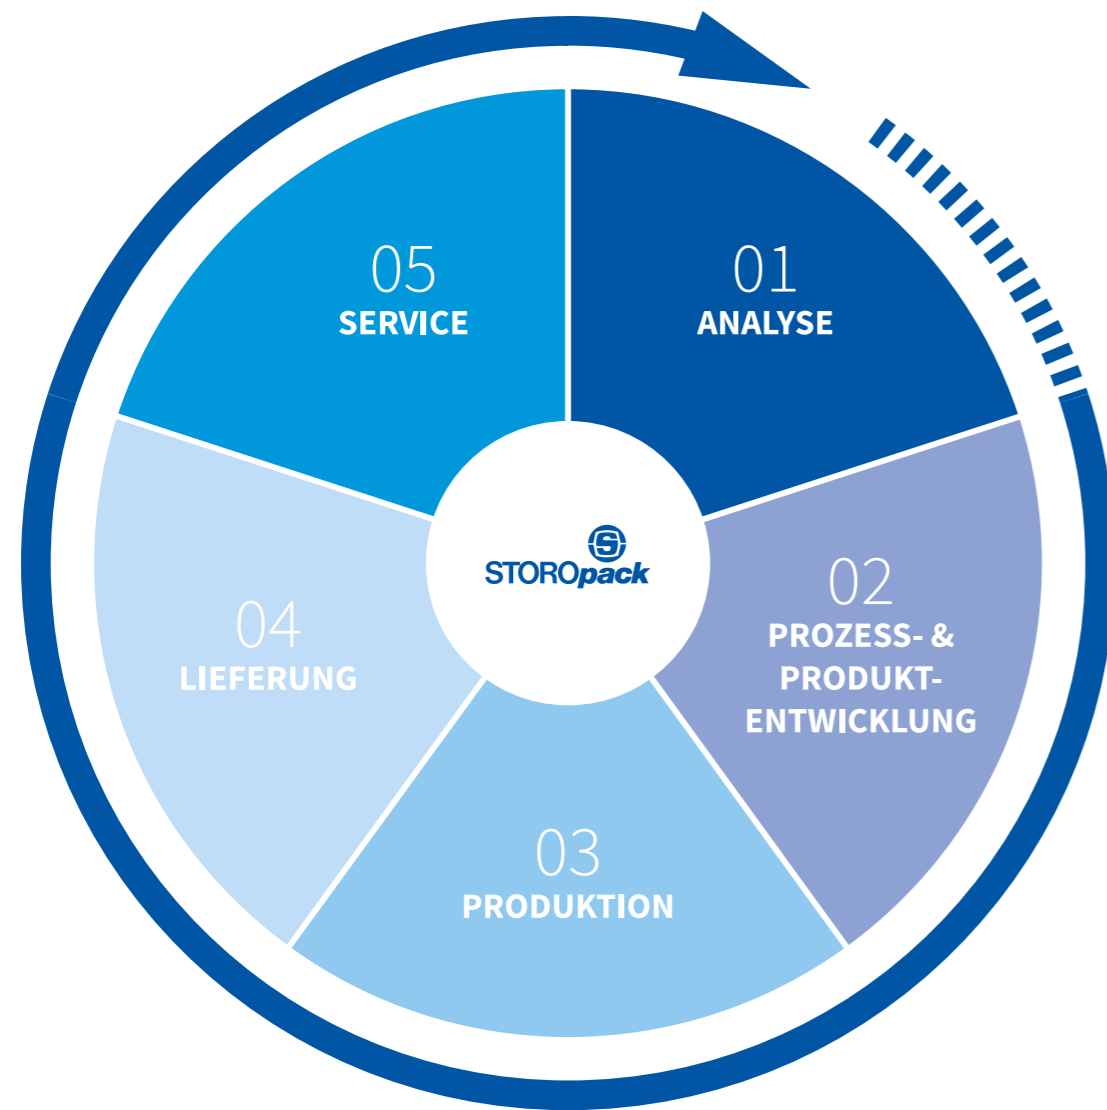 01
ANALYSE
02
PROZESS- &
PRODUKT-
ENTWICKLUNG
03
PRODUKTION
04
LIEFERUNG
05
SERVICE
S
STOROpack